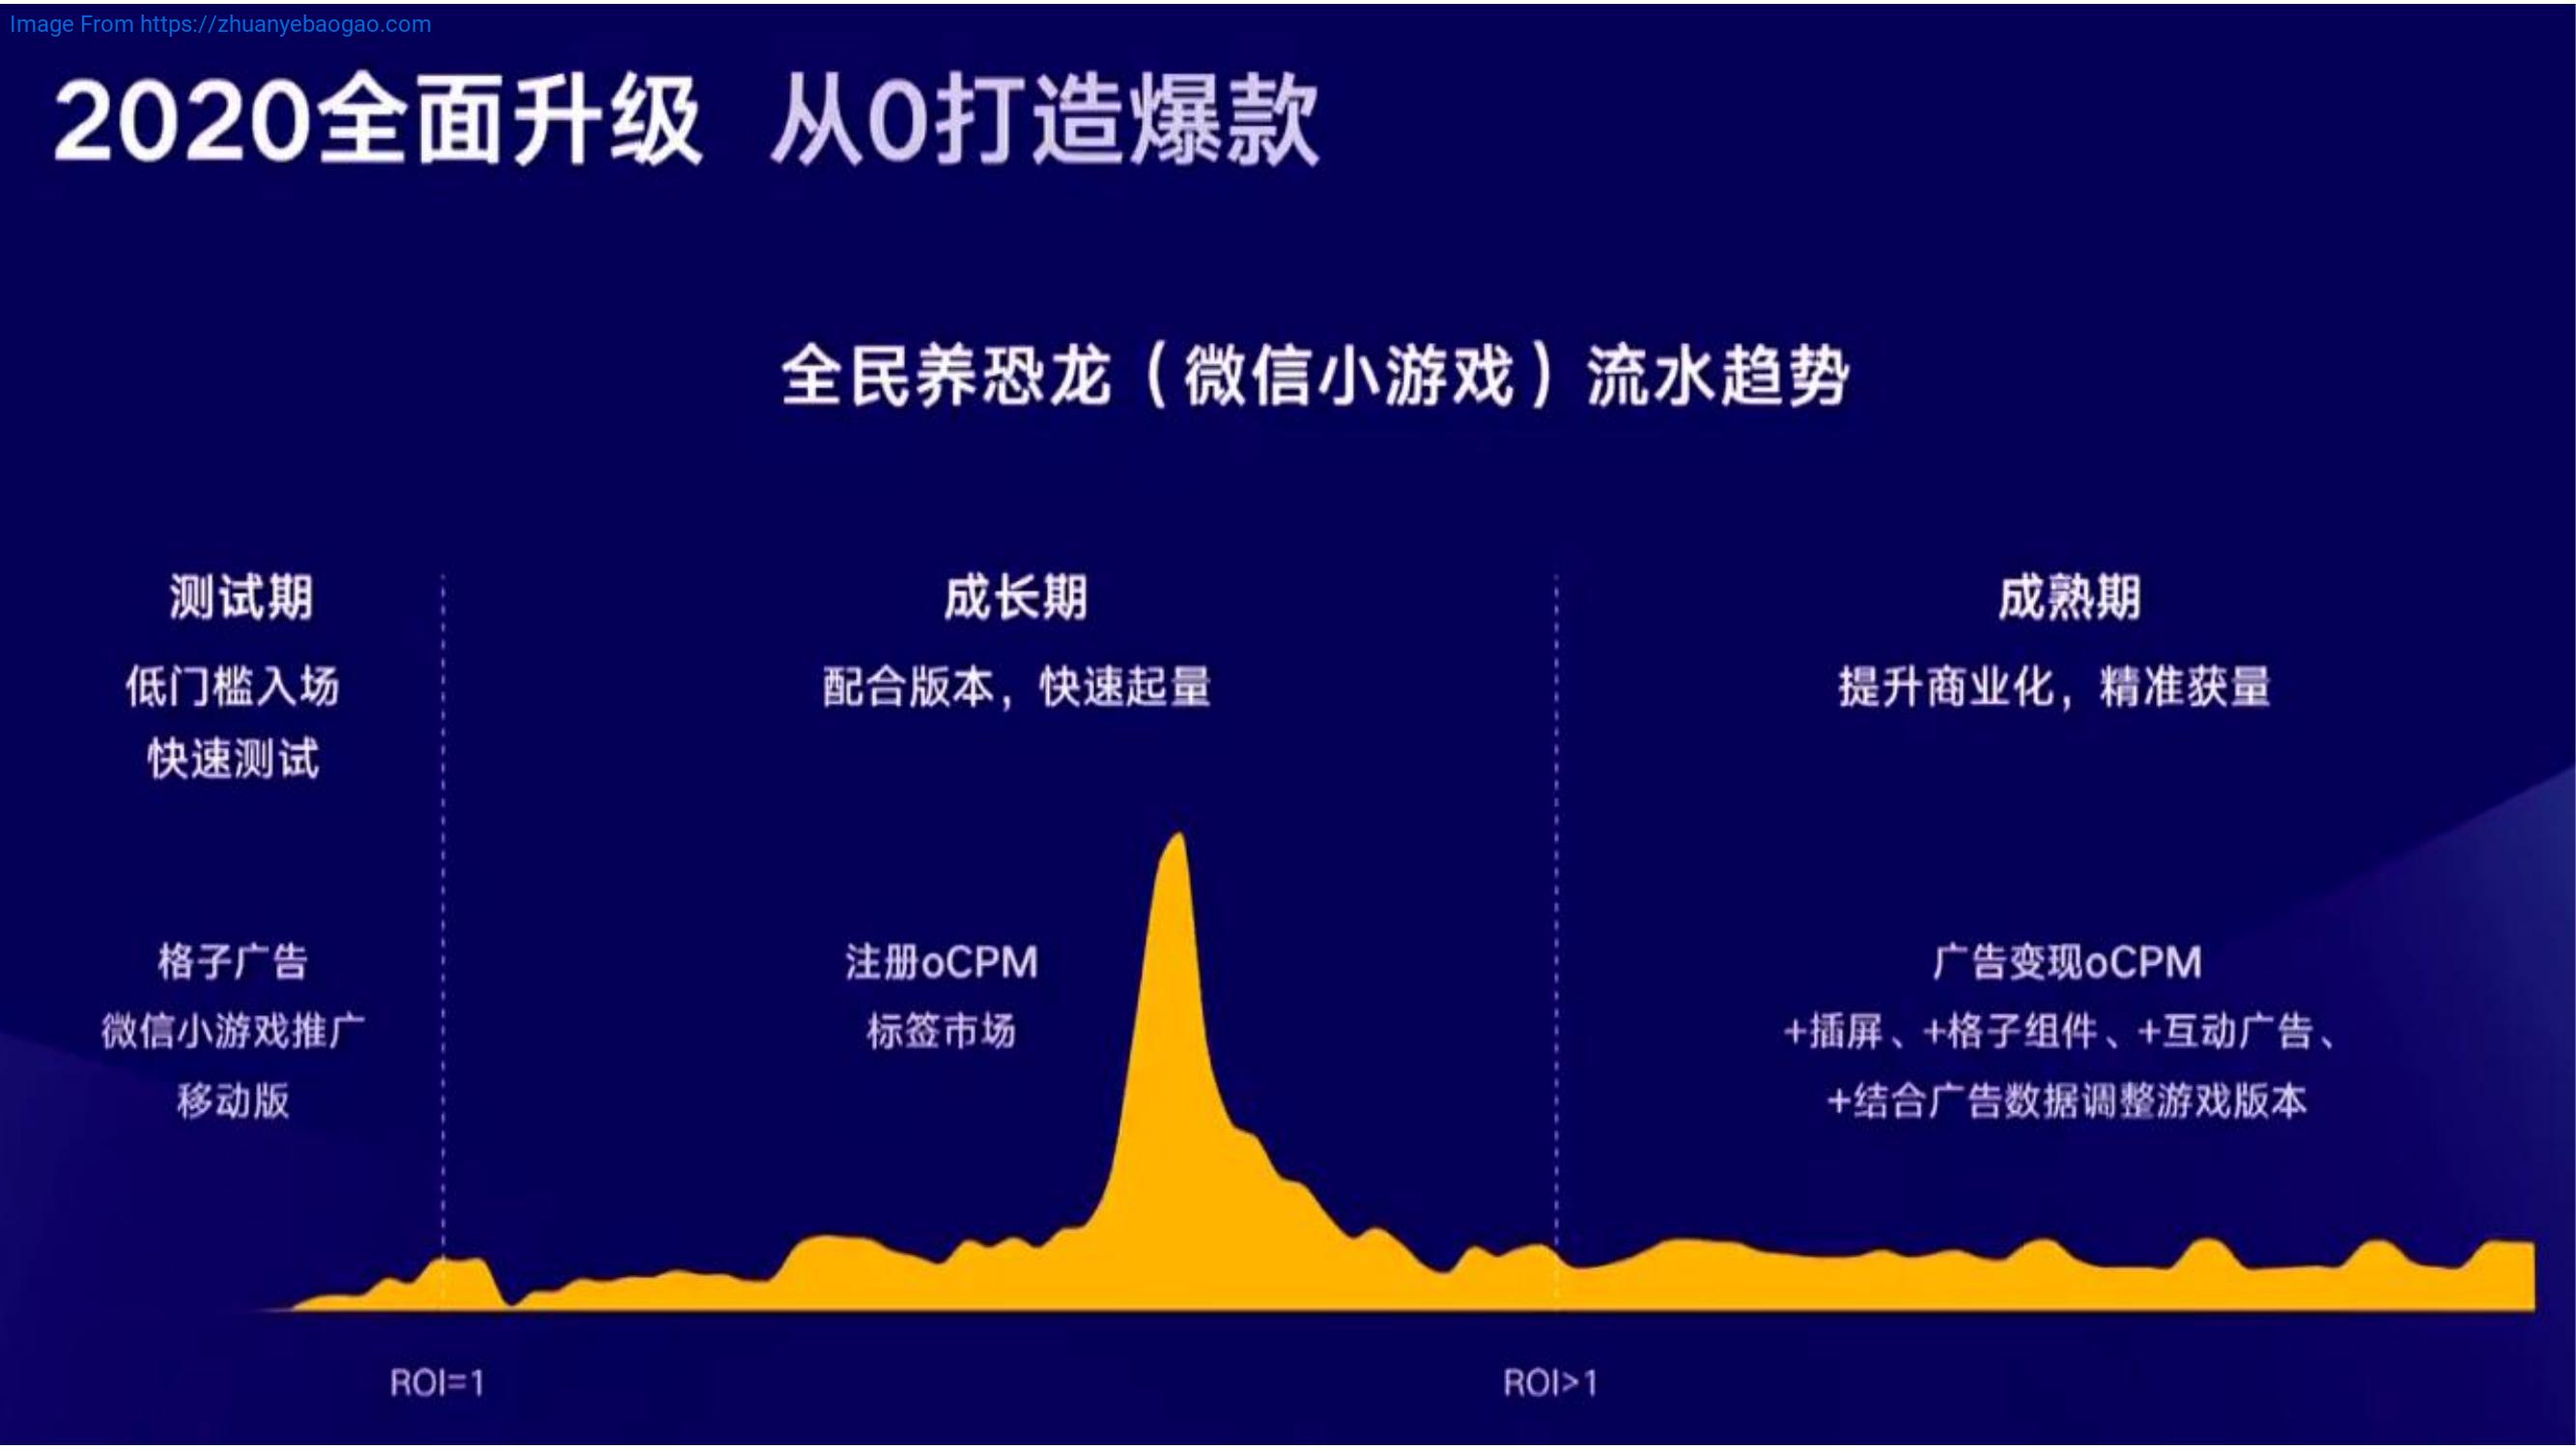 Image From https://zhuanyebaogao.com
2020全面升级 从0打造爆款
全民养恐龙（微信小游戏）流水趋势
测试期
低门槛入场
快速测试
格子广告
微信小游戏推广
移动版
成长期
配合版本，快速起量
注册oCPM
标签市场
成熟期
提升商业化，精准获量
广告变现oCPM
+插屏、+格子组件、+互动广告、
+结合广告数据调整游戏版本
ROI=1
ROI>1